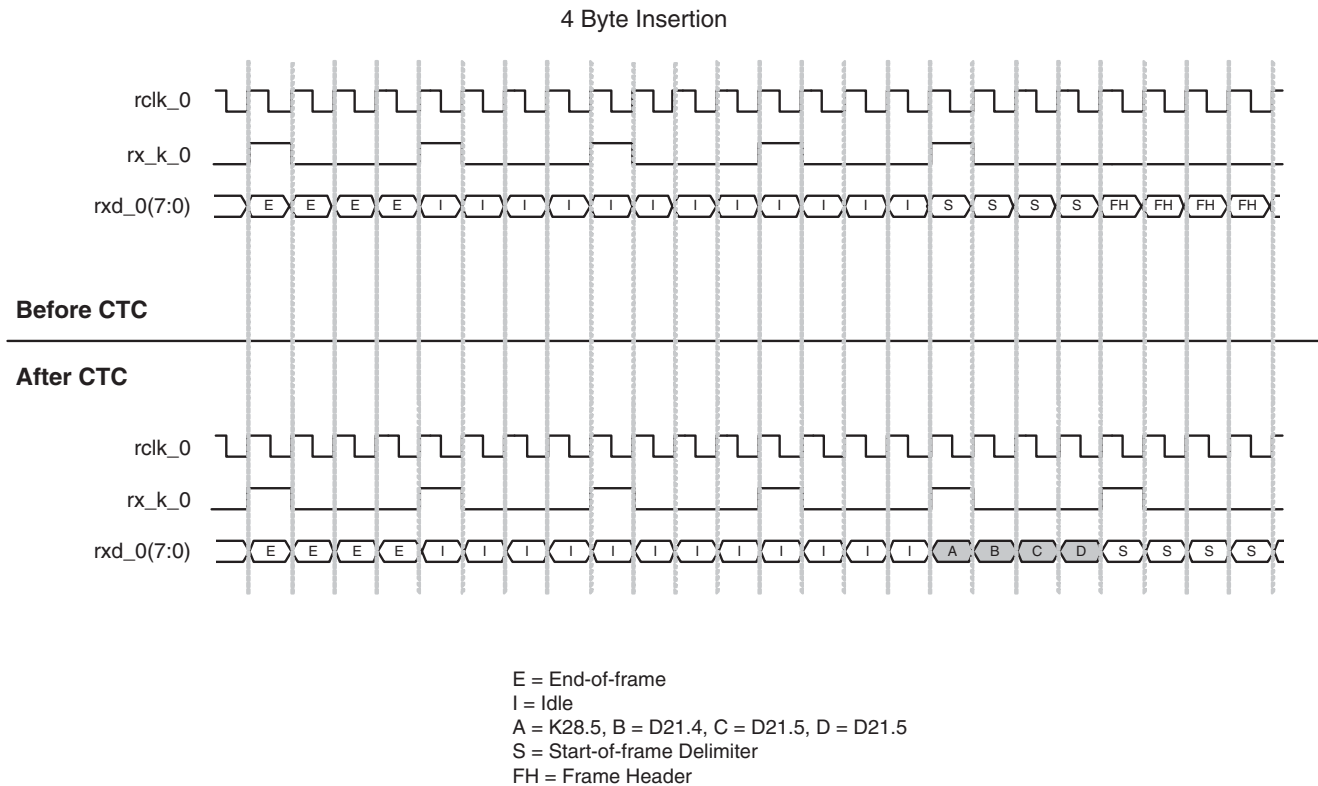 4 Byte Insertion
rclk_0
rx_k_0
rxd_0(7:0) E E E E I I I I I I I I I I I I S S S S FH FH FH FH
Before CTC
After CTC
rclk_0
rx_k_0
rxd_0(7:0) E E E E I I I I I I I I I I I I A B C D S S S S
E = End-of-frame
I = Idle
A = K28.5, B = D21.4, C = D21.5, D = D21.5
S = Start-of-frame Delimiter
FH = Frame Header